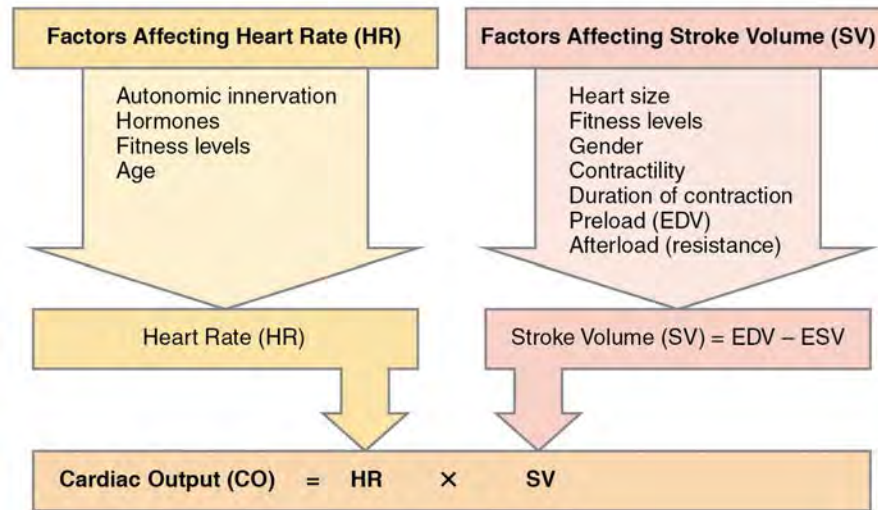 Factors Affecting Heart Rate (HR)
Autonomic innervation
Hormones
Fitness levels
Age
Heart Rate (HR)
Factors Affecting Stroke Volume (SV)
Heart size
Fitness levels
Gender
Contractility
Duration of contraction
Preload (EDV)
Afterload (resistance)
Stroke Volume (SV) = EDV – ESV
Cardiac Output (CO) = HR × SV